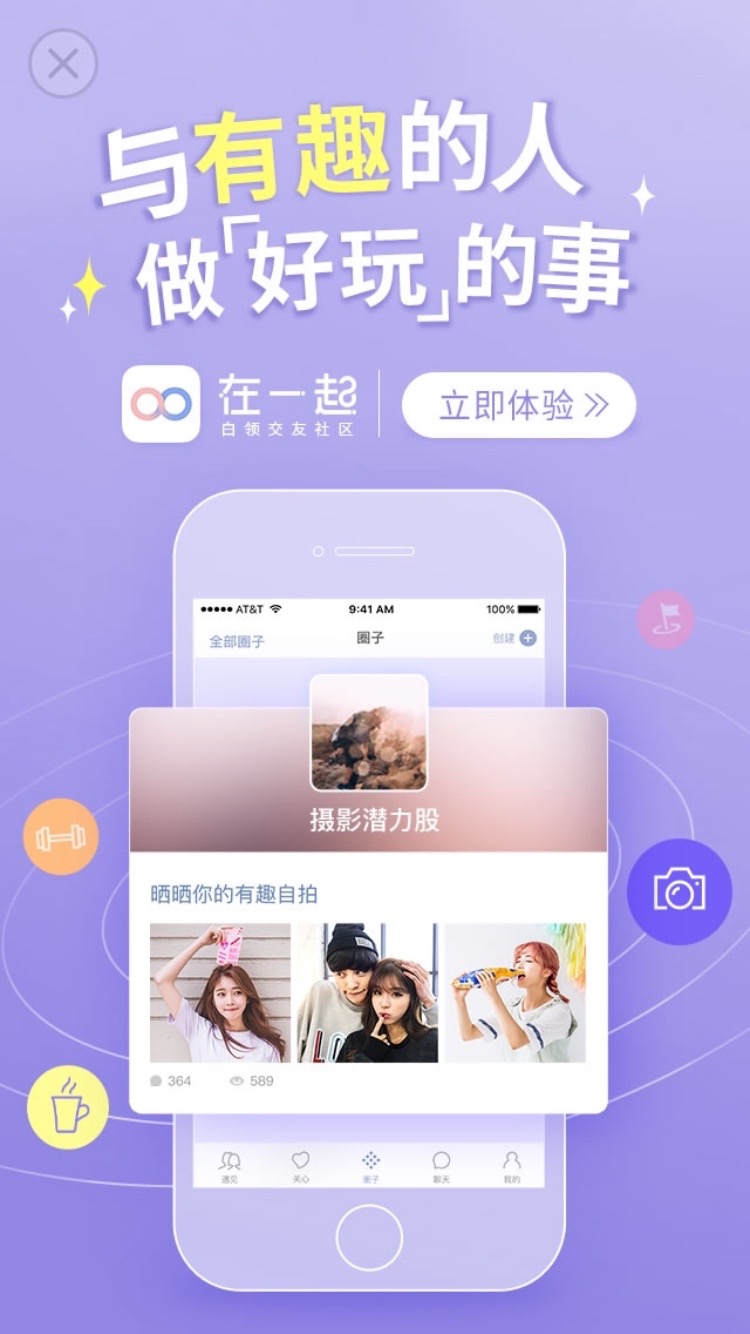 与有趣的人
做「好玩」的事
在一起
白领交友社区
立即体验
AT&T 9:41 AM 100%
全部圈子 圈子 创建
摄影潜力股
晒晒你的有趣自拍
364 589
遇见 关心 圈子 聊天 我的